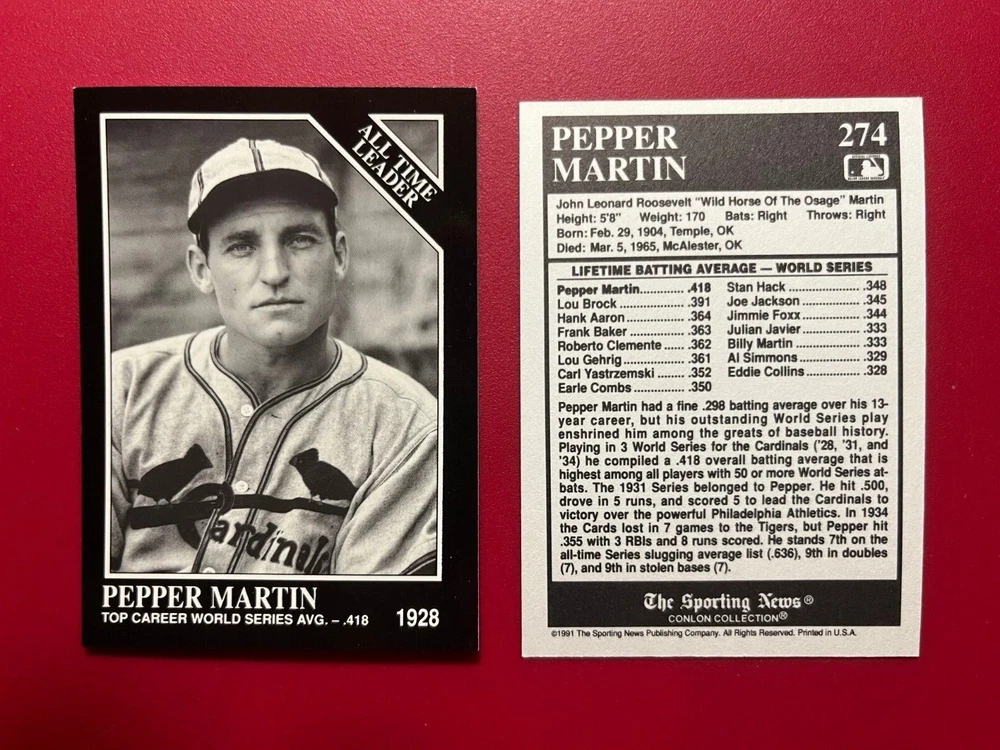 ALL TIME
LEADER
Cardinals
PEPPER MARTIN
TOP CAREER WORLD SERIES AVG. – .418
1928
PEPPER
MARTIN
274
John Leonard Roosevelt "Wild Horse Of The Osage" Martin
Height: 5'8" Weight: 170 Bats: Right Throws: Right
Born: Feb. 29, 1904, Temple, OK
Died: Mar. 5, 1965, McAlester, OK
LIFETIME BATTING AVERAGE — WORLD SERIES
Pepper Martin............ .418
Lou Brock ................. .391
Hank Aaron ............... .364
Frank Baker .............. .363
Roberto Clemente ..... .362
Lou Gehrig ................ .361
Carl Yastrzemski ....... .352
Earle Combs ............. .350
Stan Hack .................. .348
Joe Jackson .............. .345
Jimmie Foxx .............. .344
Julian Javier .............. .333
Billy Martin ................ .333
Al Simmons ............... .329
Eddie Collins ............. .328
Pepper Martin had a fine .298 batting average over his 13-
year career, but his outstanding World Series play
enshrined him among the greats of baseball history.
Playing in 3 World Series for the Cardinals ('28, '31, and
'34) he compiled a .418 overall batting average that is
highest among all players with 50 or more World Series at-
bats. The 1931 Series belonged to Pepper. He hit .500,
drove in 5 runs, and scored 5 to lead the Cardinals to
victory over the powerful Philadelphia Athletics. In 1934
the Cards lost in 7 games to the Tigers, but Pepper hit
.355 with 3 RBIs and 8 runs scored. He stands 7th on the
all-time Series slugging average list (.636), 9th in doubles
(7), and 9th in stolen bases (7).
The Sporting News®
CONLON COLLECTION®
©1991 The Sporting News Publishing Company. All Rights Reserved. Printed in U.S.A.